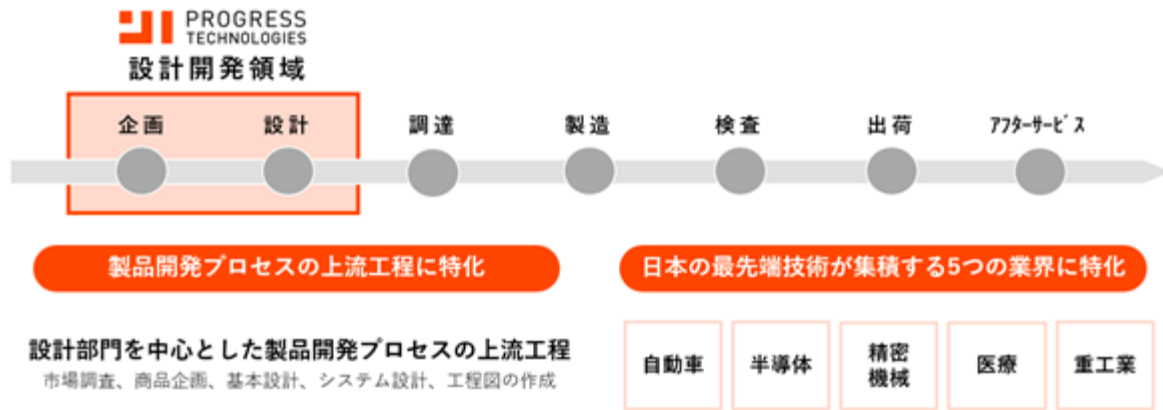 PROGRESS
TECHNOLOGIES
設計開発領域
企画 設計 調達 製造 検査 出荷 ｱﾌﾀｰｻｰﾋﾞｽ
製品開発プロセスの上流工程に特化
日本の最先端技術が集積する5つの業界に特化
設計部門を中心とした製品開発プロセスの上流工程
市場調査、商品企画、基本設計、システム設計、工程図の作成
自動車
半導体
精密
機械
医療
重工業